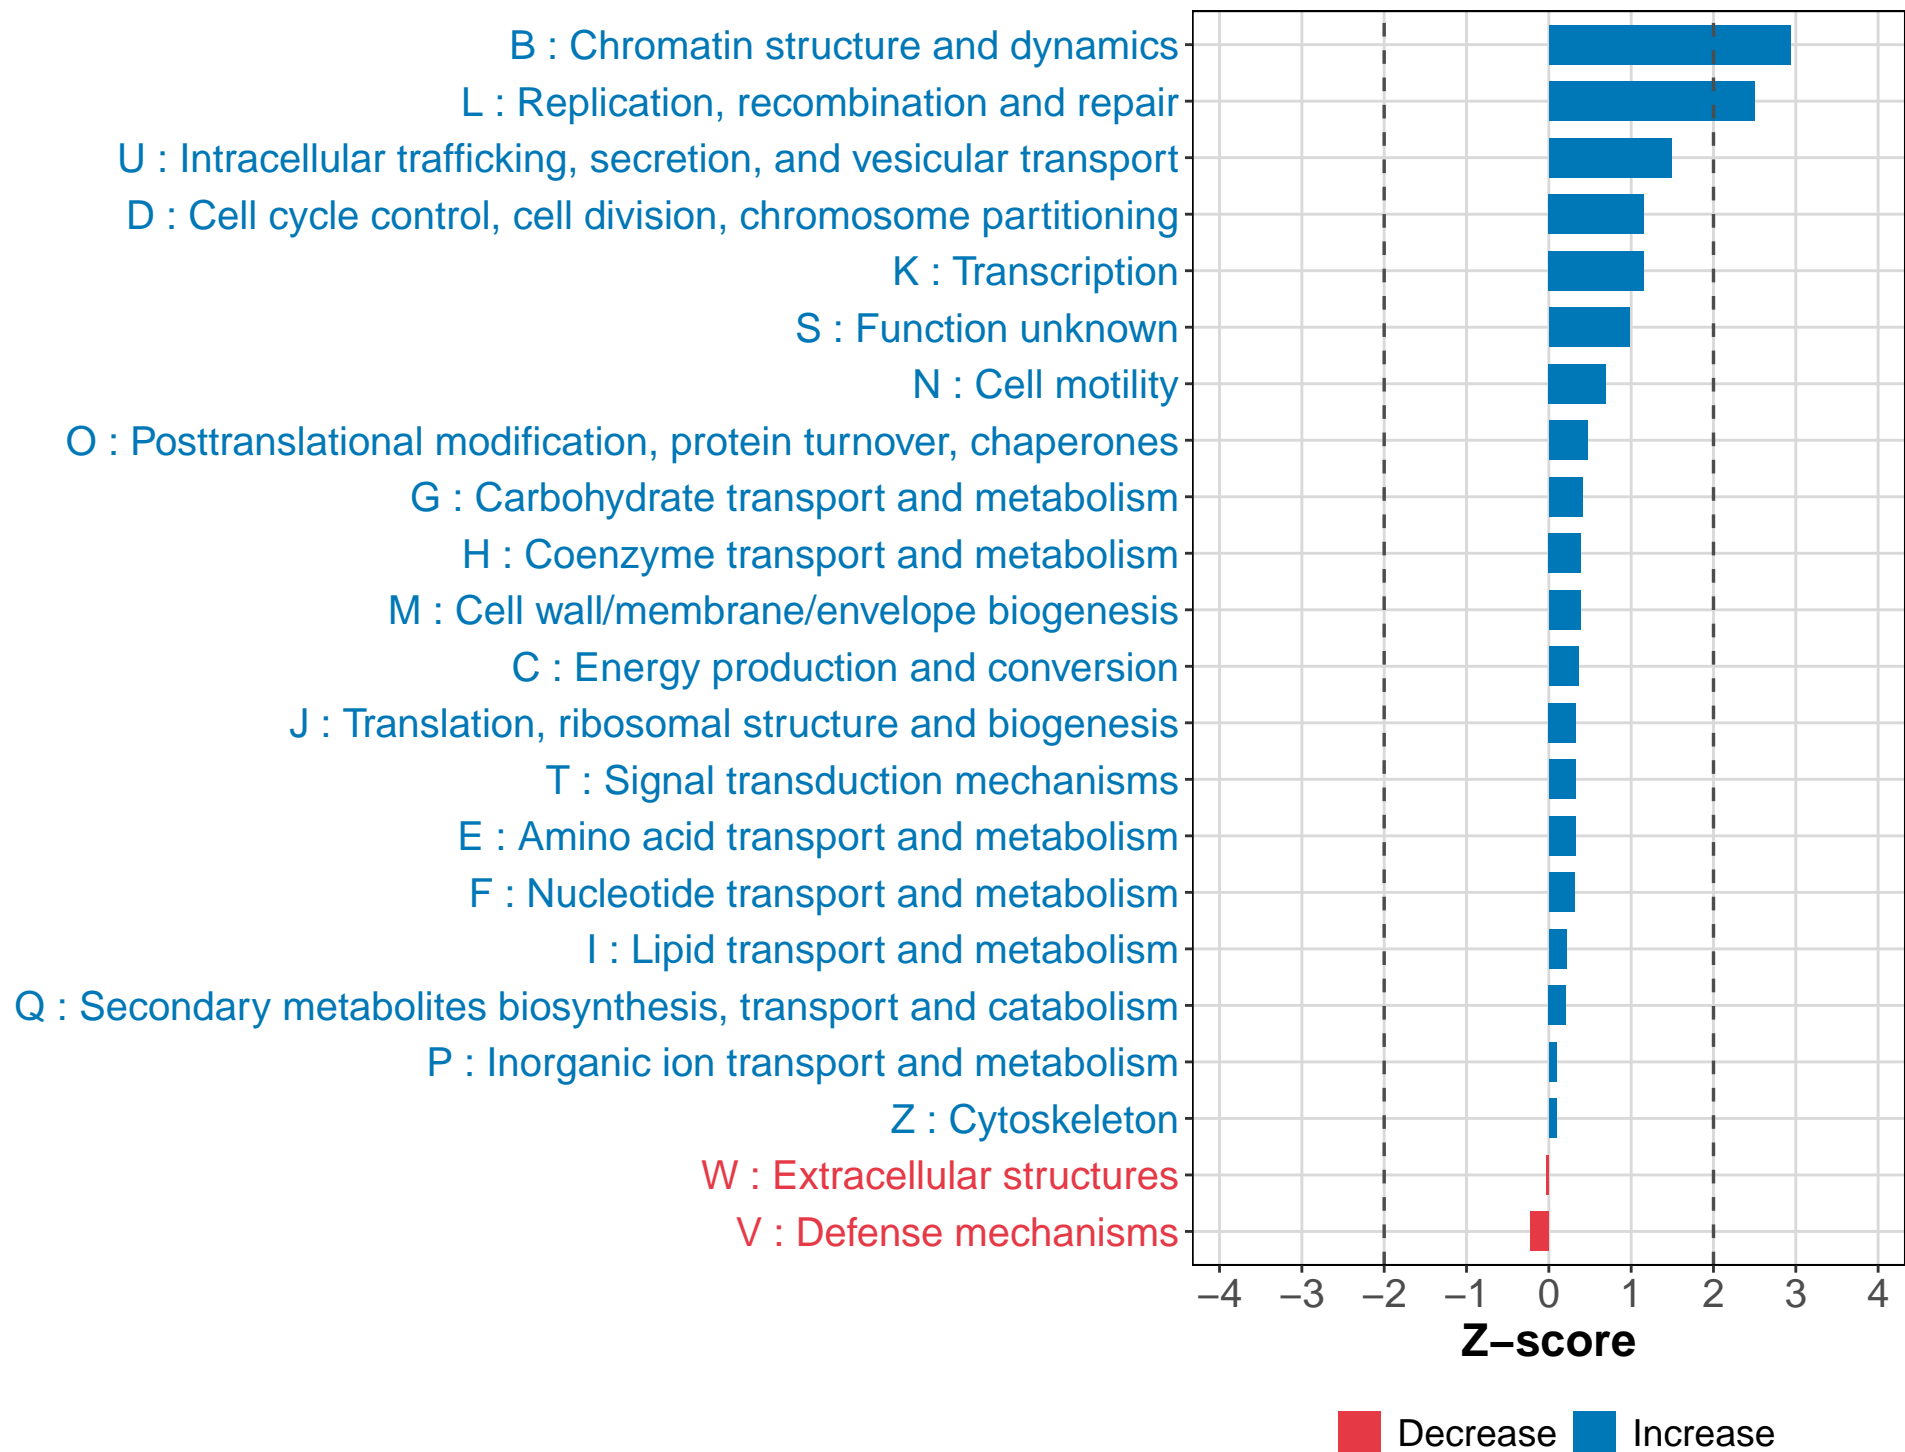 B : Chromatin structure and dynamics
L : Replication, recombination and repair
U : Intracellular trafficking, secretion, and vesicular transport
D : Cell cycle control, cell division, chromosome partitioning
K : Transcription
S : Function unknown
N : Cell motility
O : Posttranslational modification, protein turnover, chaperones
G : Carbohydrate transport and metabolism
H : Coenzyme transport and metabolism
M : Cell wall/membrane/envelope biogenesis
C : Energy production and conversion
J : Translation, ribosomal structure and biogenesis
T : Signal transduction mechanisms
E : Amino acid transport and metabolism
F : Nucleotide transport and metabolism
I : Lipid transport and metabolism
Q : Secondary metabolites biosynthesis, transport and catabolism
P : Inorganic ion transport and metabolism
Z : Cytoskeleton
W : Extracellular structures
V : Defense mechanisms
−4 −3 −2 −1 0 1 2 3 4
Z−score
Decrease Increase